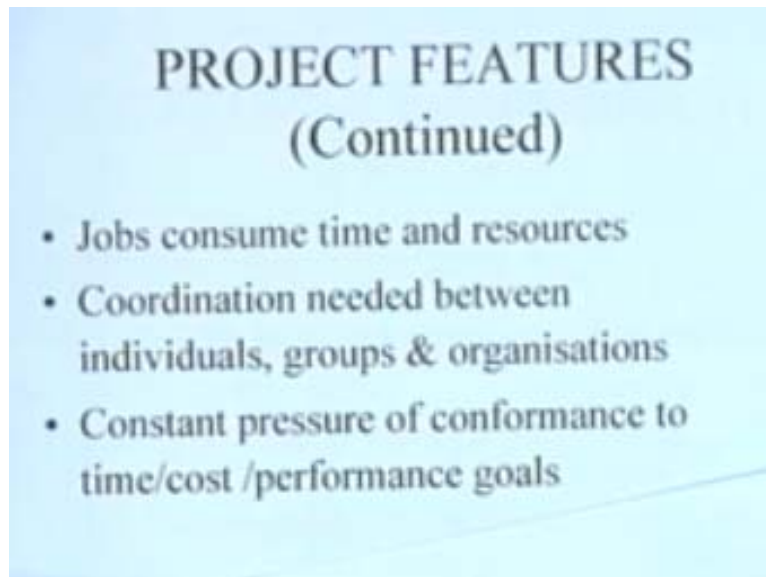 PROJECT FEATURES
(Continued)
• Jobs consume time and resources
• Coordination needed between
individuals, groups & organisations
• Constant pressure of conformance to
time/cost /performance goals